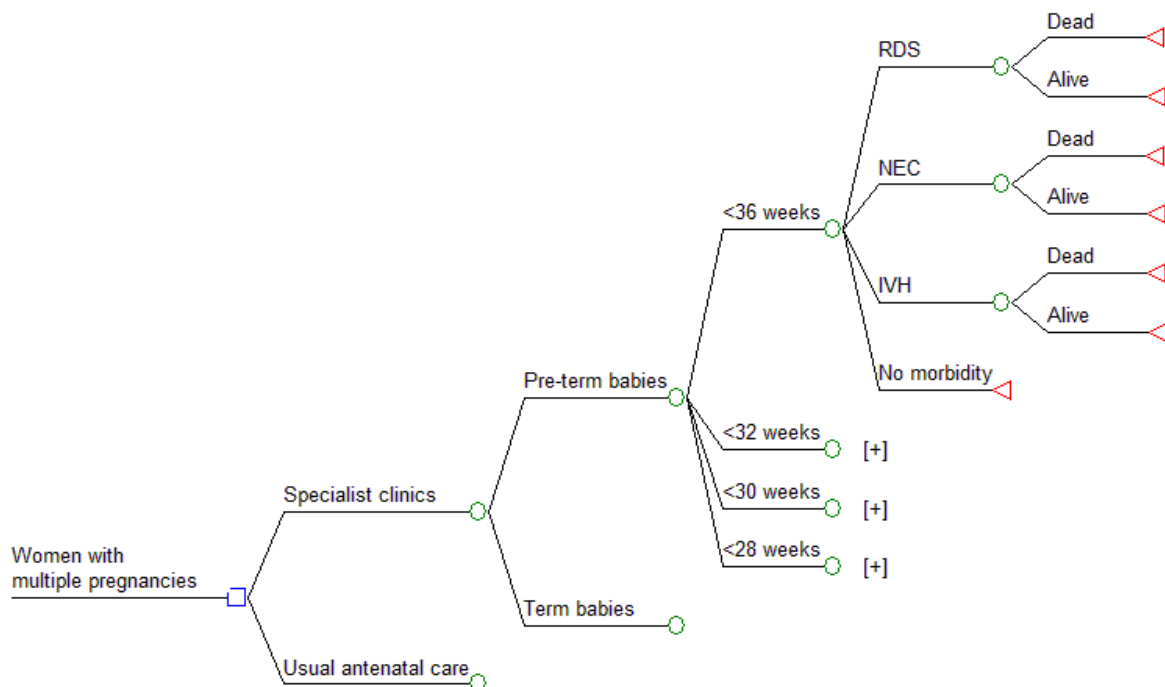 Dead
RDS
Alive
Dead
NEC
Alive
<36 weeks
Dead
IVH
Alive
No morbidity
Pre-term babies
<32 weeks
[+]
<30 weeks
[+]
Specialist clinics
<28 weeks
[+]
Women with
multiple pregnancies
Term babies
Usual antenatal care